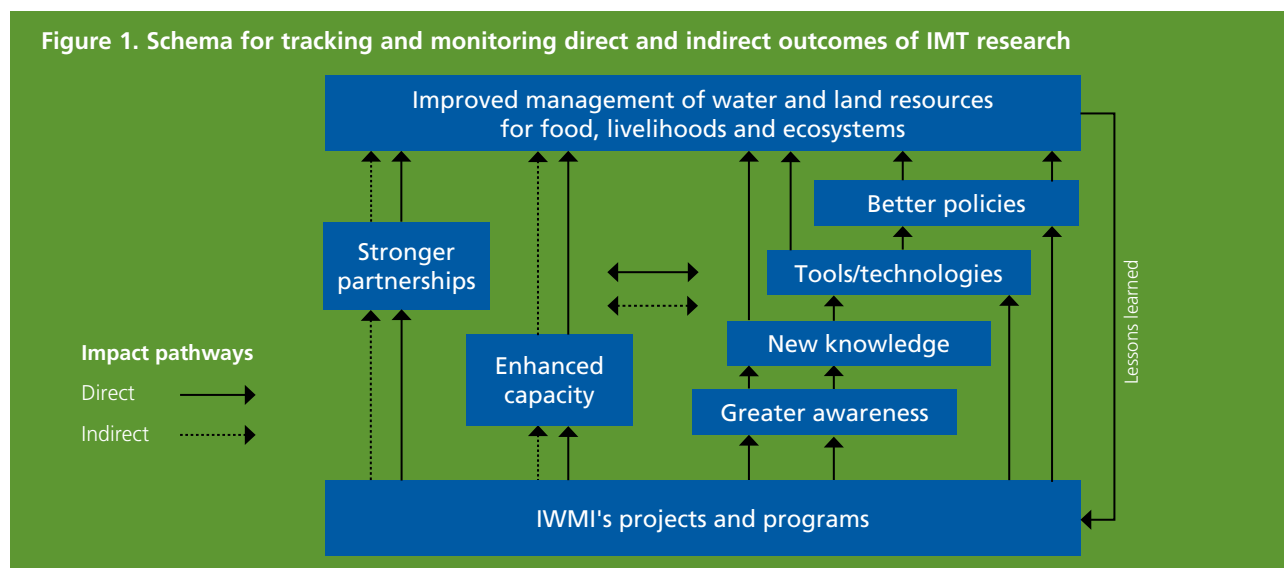 Figure 1. Schema for tracking and monitoring direct and indirect outcomes of IMT research
Improved management of water and land resources
for food, livelihoods and ecosystems
Better policies
Stronger
partnerships
Tools/technologies
Lessons learned
New knowledge
Impact pathways
Direct
Indirect
Enhanced
capacity
Greater awareness
IWMI's projects and programs